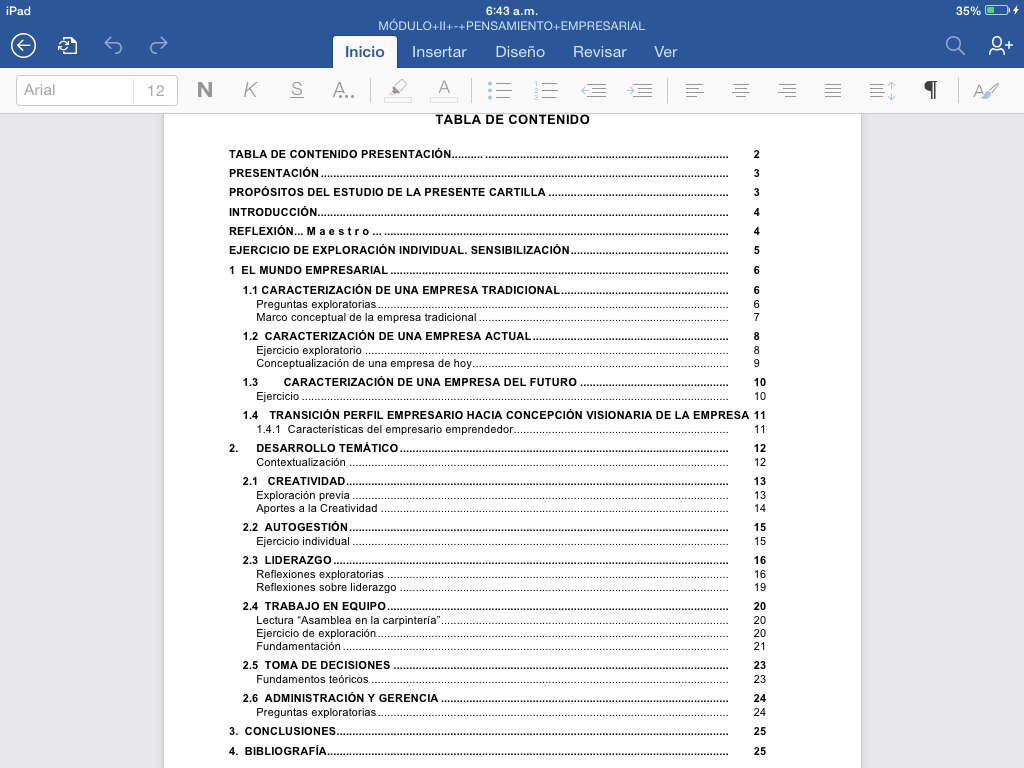 iPad
6:43 a.m.
35%
MÓDULO+II+-+PENSAMIENTO+EMPRESARIAL
Inicio Insertar Diseño Revisar Ver
Arial 12 N K S A... A
TABLA DE CONTENIDO
TABLA DE CONTENIDO PRESENTACIÓN.......... .......... 2
PRESENTACIÓN .......... 3
PROPÓSITOS DEL ESTUDIO DE LA PRESENTE CARTILLA .......... 3
INTRODUCCIÓN.......... 4
REFLEXIÓN... M a e s t r o ... .......... 4
EJERCICIO DE EXPLORACIÓN INDIVIDUAL. SENSIBILIZACIÓN.......... 5
1 EL MUNDO EMPRESARIAL .......... 6
1.1 CARACTERIZACIÓN DE UNA EMPRESA TRADICIONAL.......... 6
Preguntas exploratorias.......... 6
Marco conceptual de la empresa tradicional .......... 7
1.2 CARACTERIZACIÓN DE UNA EMPRESA ACTUAL.......... 8
Ejercicio exploratorio .......... 8
Conceptualización de una empresa de hoy.......... 9
1.3 CARACTERIZACIÓN DE UNA EMPRESA DEL FUTURO .......... 10
Ejercicio .......... 10
1.4 TRANSICIÓN PERFIL EMPRESARIO HACIA CONCEPCIÓN VISIONARIA DE LA EMPRESA 11
1.4.1 Características del empresario emprendedor.......... 11
2. DESARROLLO TEMÁTICO.......... 12
Contextualización .......... 12
2.1 CREATIVIDAD.......... 13
Exploración previa .......... 13
Aportes a la Creatividad .......... 14
2.2 AUTOGESTIÓN.......... 15
Ejercicio individual .......... 15
2.3 LIDERAZGO.......... 16
Reflexiones exploratorias .......... 16
Reflexiones sobre liderazgo .......... 19
2.4 TRABAJO EN EQUIPO.......... 20
Lectura “Asamblea en la carpintería”.......... 20
Ejercicio de exploración.......... 20
Fundamentación.......... 21
2.5 TOMA DE DECISIONES .......... 23
Fundamentos teóricos .......... 23
2.6 ADMINISTRACIÓN Y GERENCIA .......... 24
Preguntas exploratorias.......... 24
3. CONCLUSIONES.......... 25
4. BIBLIOGRAFÍA.......... 25